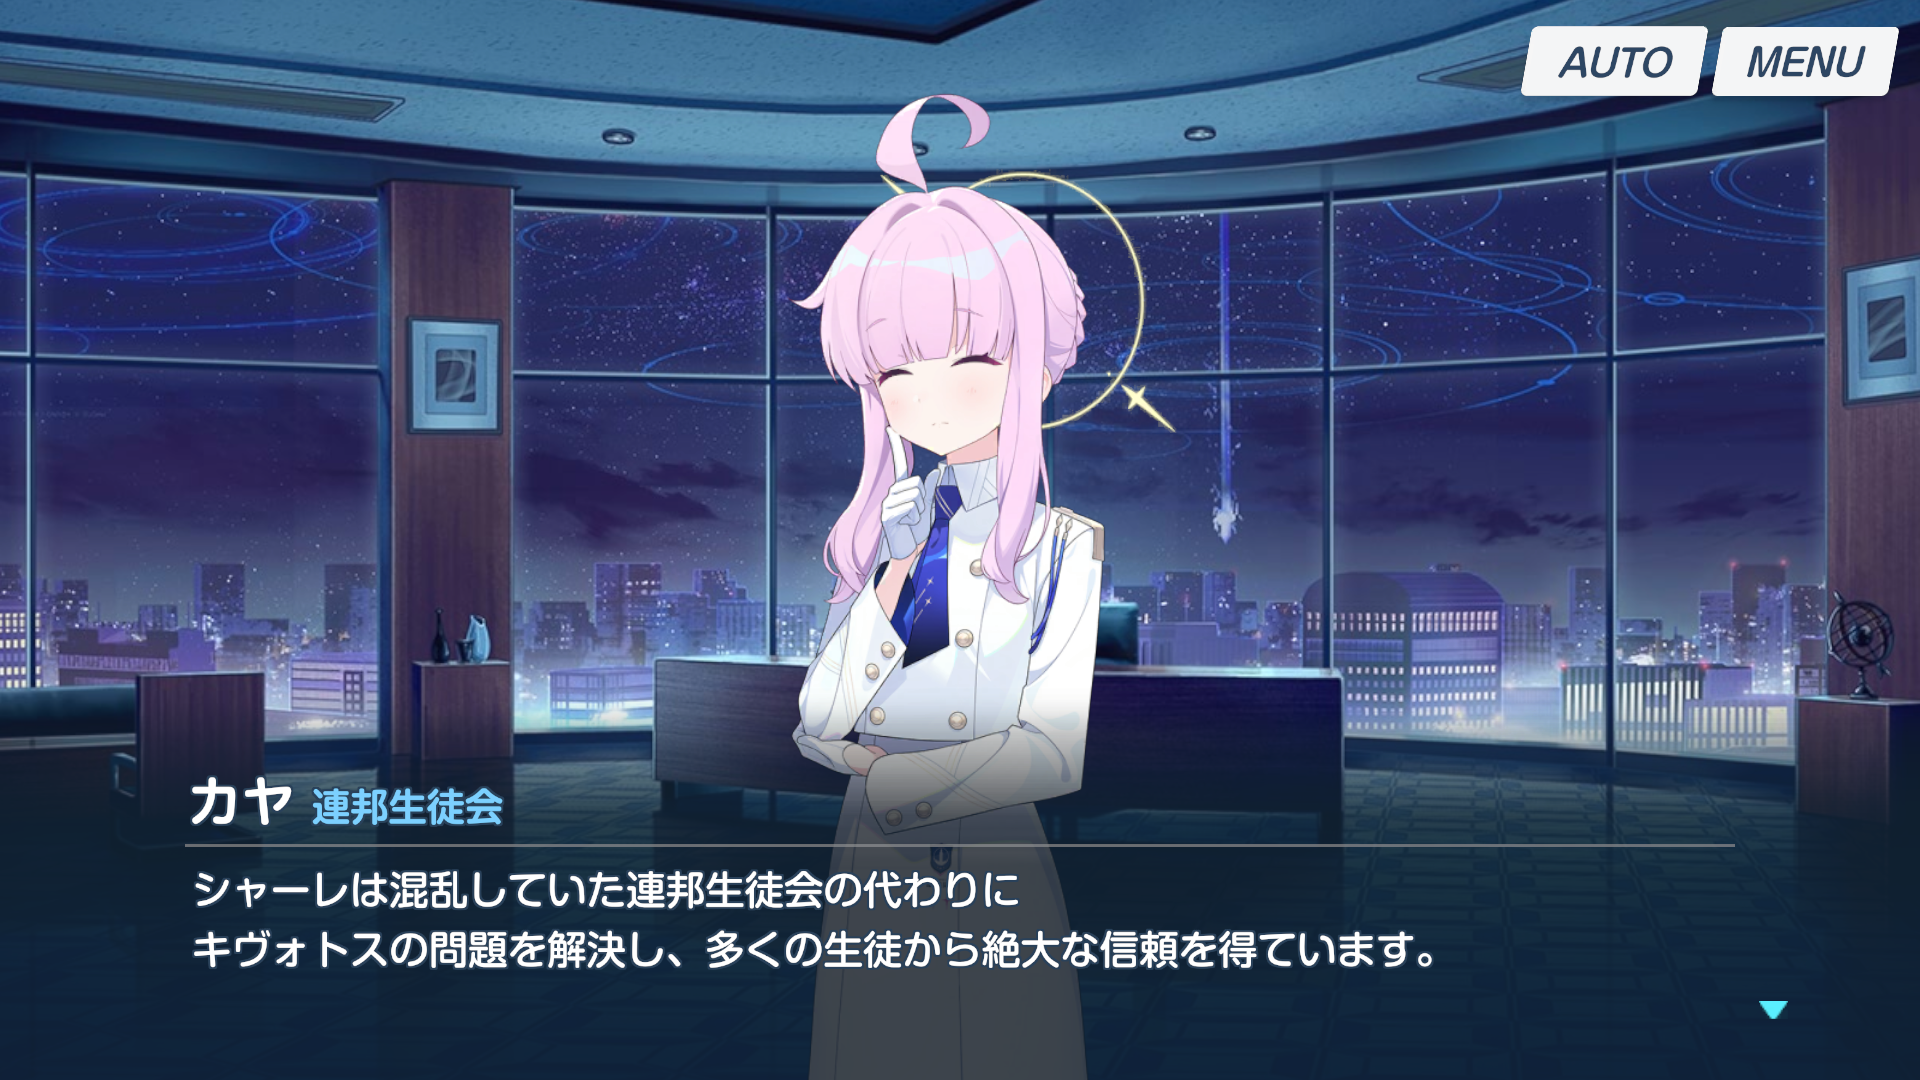 AUTO
MENU
カヤ 連邦生徒会
シャーレは混乱していた連邦生徒会の代わりに
キヴォトスの問題を解決し、多くの生徒から絶大な信頼を得ています。